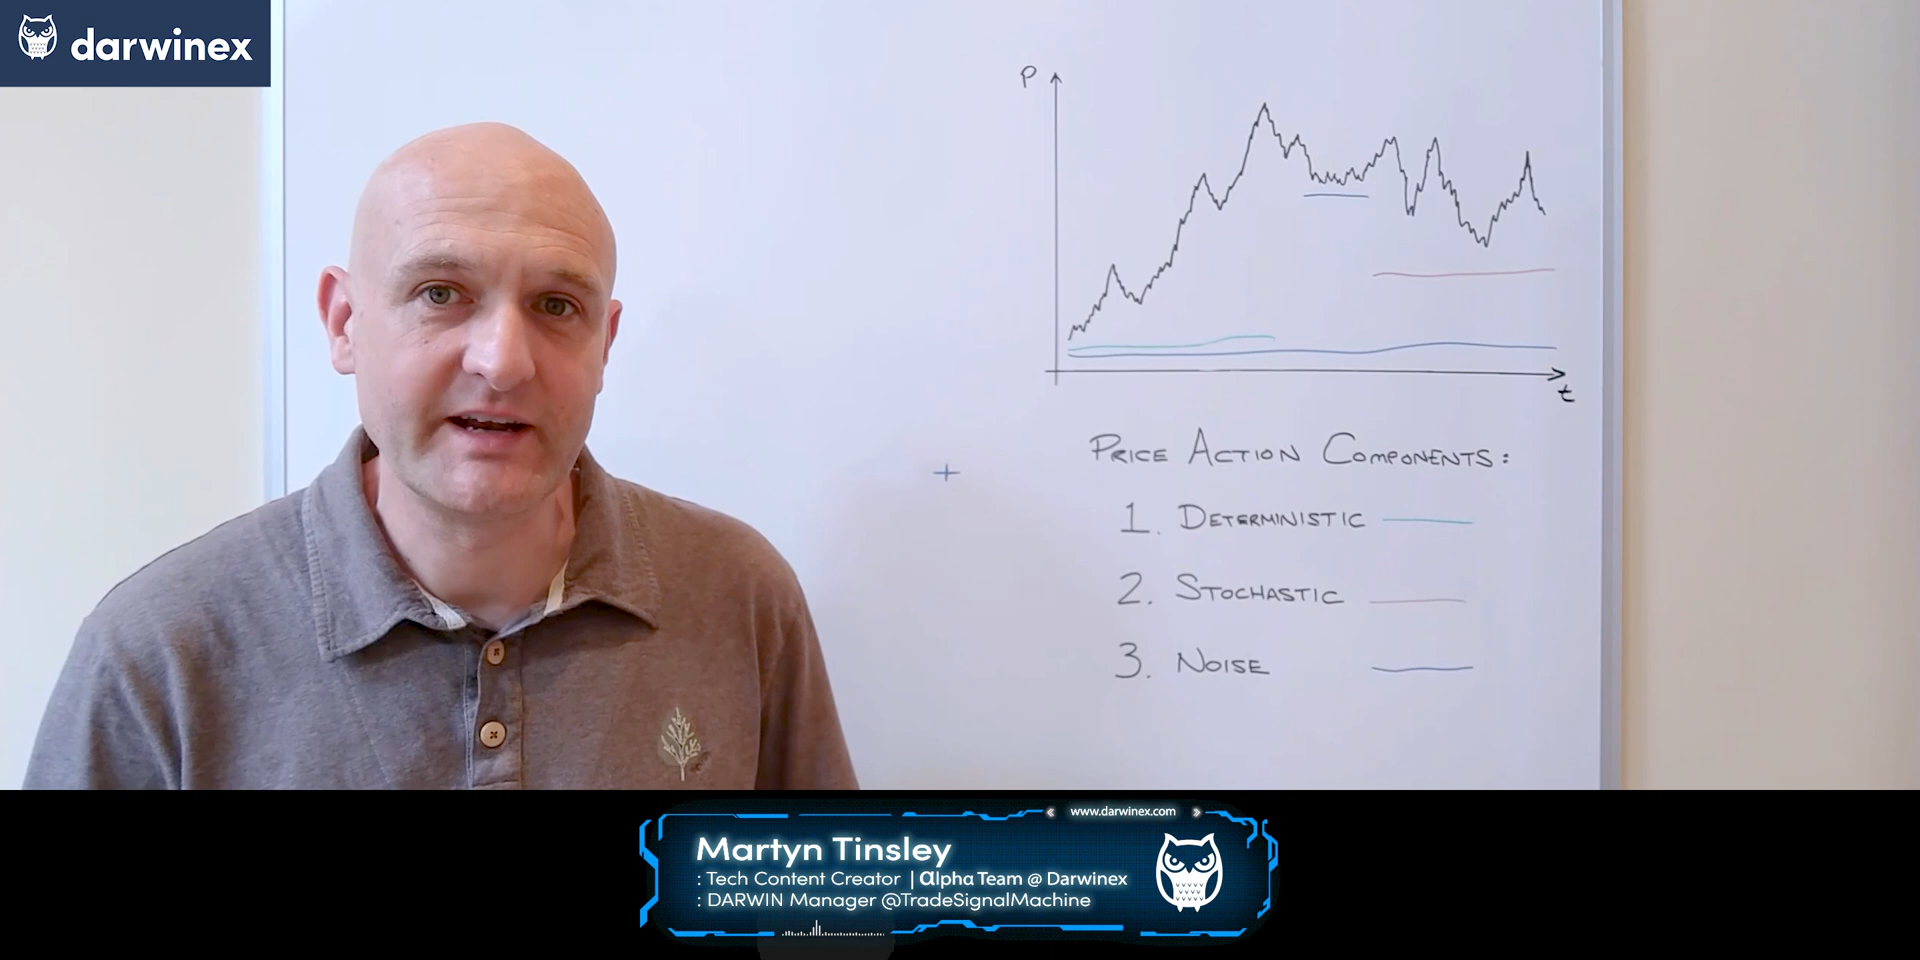 darwinex
P
t
PRICE ACTION COMPONENTS:
1. DETERMINISTIC
2. STOCHASTIC
3. NOISE
www.darwinex.com
Martyn Tinsley
: Tech Content Creator | αlphα Team @ Darwinex
: DARWIN Manager @TradeSignalMachine